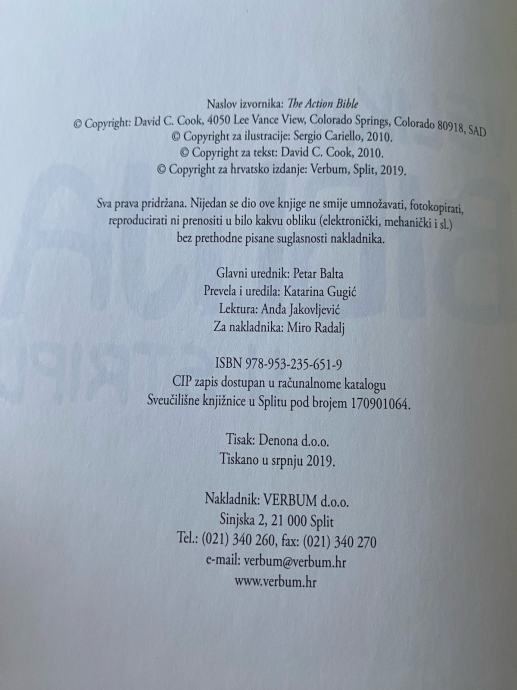 Naslov izvornika: The Action Bible
© Copyright: David C. Cook, 4050 Lee Vance View, Colorado Springs, Colorado 80918, SAD
© Copyright za ilustracije: Sergio Cariello, 2010.
© Copyright za tekst: David C. Cook, 2010.
© Copyright za hrvatsko izdanje: Verbum, Split, 2019.
Sva prava pridržana. Nijedan se dio ove knjige ne smije umnožavati, fotokopirati,
reproducirati ni prenositi u bilo kakvu obliku (elektronički, mehanički i sl.)
bez prethodne pisane suglasnosti nakladnika.
Glavni urednik: Petar Balta
Prevela i uredila: Katarina Gugić
Lektura: Anđa Jakovljević
Za nakladnika: Miro Radalj
ISBN 978-953-235-651-9
CIP zapis dostupan u računalnome katalogu
Sveučilišne knjižnice u Splitu pod brojem 170901064.
Tisak: Denona d.o.o.
Tiskano u srpnju 2019.
Nakladnik: VERBUM d.o.o.
Sinjska 2, 21 000 Split
Tel.: (021) 340 260, fax: (021) 340 270
e-mail: verbum@verbum.hr
www.verbum.hr